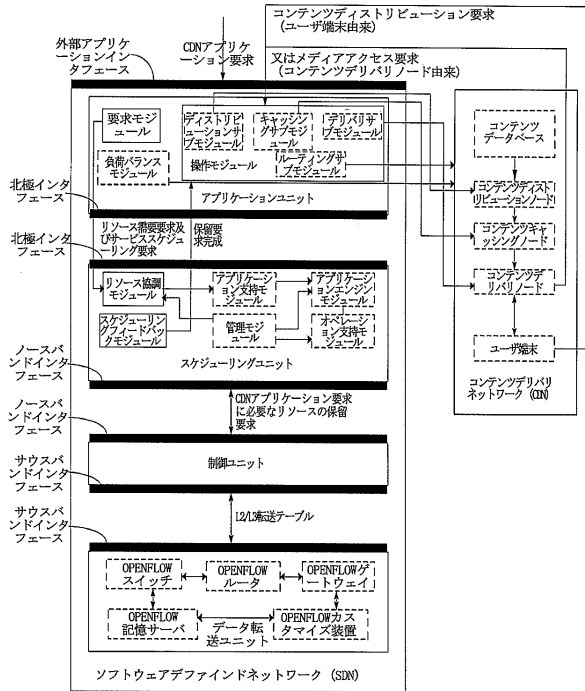 コンテンツディストリビューション要求
(ユーザ端末由来)
外部アプリケ
ーションイン
タフェース
CDNアプリケ
ーション要求
又はメディアアクセス要求
(コンテンツデリバリノード由来)
要求モジ
ュール
ディストリビ
ューションサ
ブモジュール
キャッシン
グサブモジ
ュール
デリバリサ
ブモジュール
負荷バランス
モジュール
操作モジュール
ルーティングサ
ブモジュール
アプリケーションユニット
コンテンツ
データベース
コンテンツディスト
リビューションノード
コンテンツキャ
ッシングノード
コンテンツデ
リバリノード
ユーザ端末
コンテンツデリバリ
ネットワーク (CDN)
北極インタ
フェース
リソース需要要求及
びサービススケジュ
ーリング要求
保留要
求完成
北極インタ
フェース
リソース協調
モジュール
アプリケーシ
ョン支持モジ
ュール
アプリケーシ
ョンエンジン
モジュール
スケジューリン
グフィードバッ
クモジュール
管理モジュ
ール
オペレーシ
ョン支持モ
ジュール
スケジューリングユニット
ノースバ
ンドインタ
フェース
CDNアプリケーション要求
に必要なリソースの保留
要求
ノースバ
ンドインタ
フェース
制御ユニット
サウスバ
ンドインタ
フェース
L2/L3転送テーブル
サウスバ
ンドインタ
フェース
OPENFLOW
スイッチ
OPENFLOW
ルータ
OPENFLOWゲ
ートウェイ
OPENFLOW
記憶サーバ
データ転
送ユニット
OPENFLOWカス
タマイズ装置
ソフトウェアデファインドネットワーク (SDN)